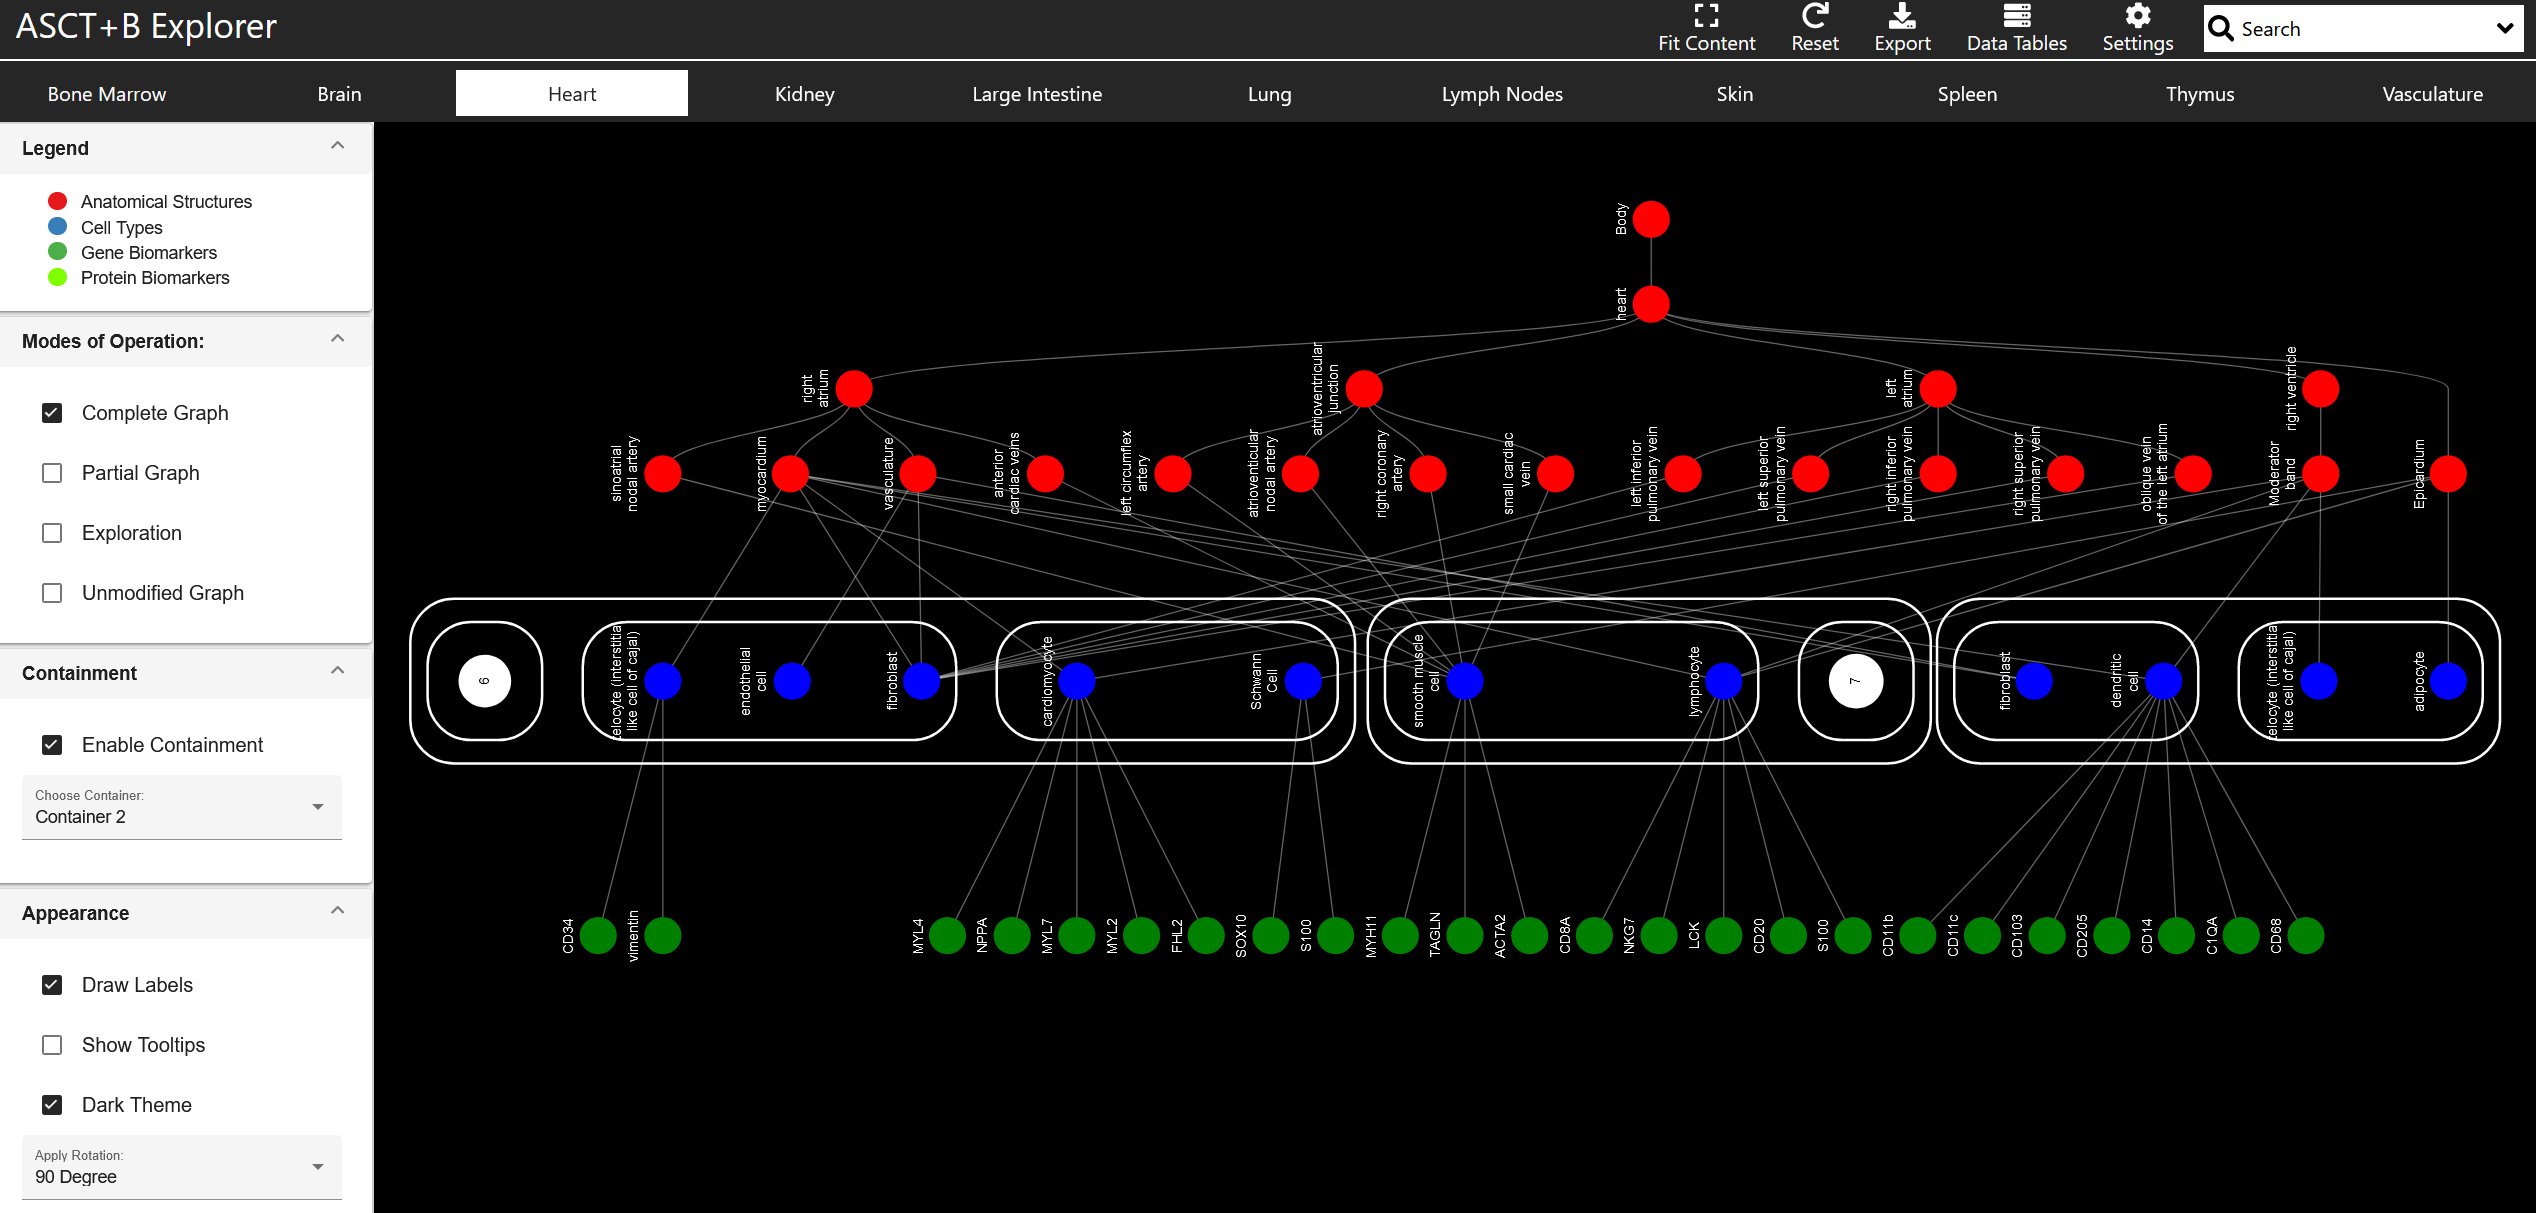 ASCT+B Explorer
Fit Content
Reset
Export
Data Tables
Settings
Search
Bone Marrow
Brain
Heart
Kidney
Large Intestine
Lung
Lymph Nodes
Skin
Spleen
Thymus
Vasculature
Legend
Anatomical Structures
Cell Types
Gene Biomarkers
Protein Biomarkers
Modes of Operation:
Complete Graph
Partial Graph
Exploration
Unmodified Graph
Containment
Enable Containment
Choose Container:
Container 2
Appearance
Draw Labels
Show Tooltips
Dark Theme
Apply Rotation:
90 Degree
Body
heart
right
atrium
atrioventricular
junction
left
atrium
right ventricle
sinoatrial
nodal artery
myocardium
vasculature
anterior
cardiac veins
left circumflex
artery
atrioventicular
nodal artery
right coronary
artery
small cardiac
vein
left inferior
pulmonary vein
left superior
pulmonary vein
right inferior
pulmonary vein
right superior
pulmonary vein
oblique vein
of the left atrium
Moderator
band
Epicardium
6
telocyte (interstitial
like cell of cajal)
endothelial
cell
fibroblast
cardiomyocyte
Schwann
Cell
smooth muscle
cell
lymphocyte
7
fibroblast
dendritic
cell
telocyte (interstitial
like cell of cajal)
adipocyte
CD34
vimentin
MYL4
NPPA
MYL7
MYL2
FHL2
SOX10
S100
MYH11
TAGLN
ACTA2
CD8A
NKG7
LCK
CD20
S100
CD11b
CD11c
CD103
CD205
CD14
C1QA
CD68